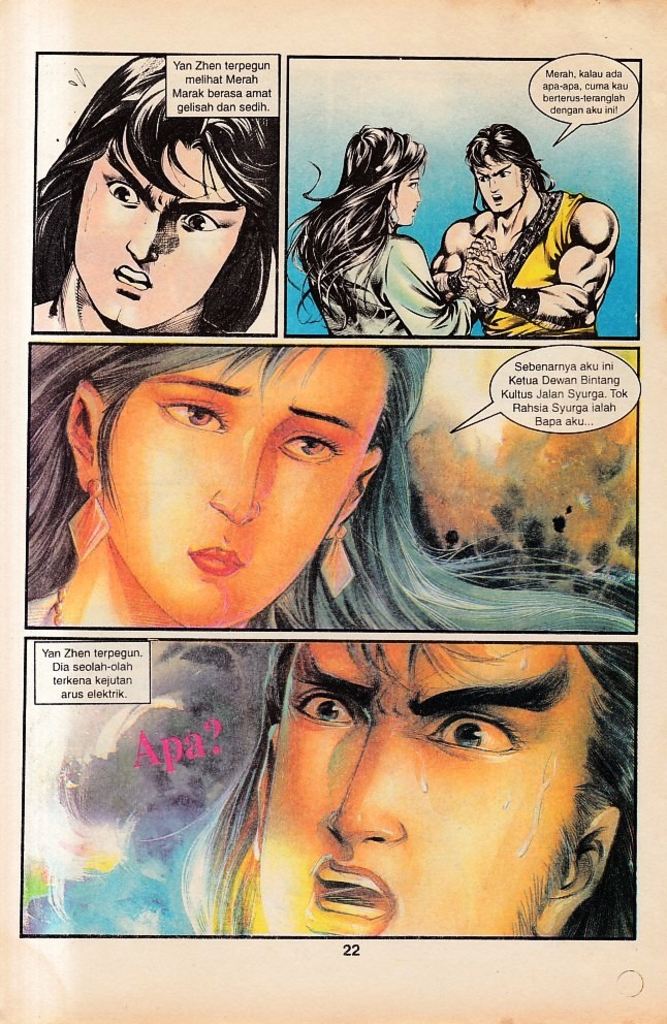 Yan Zhen terpegun
melihat Merah
Marak berasa amat
gelisah dan sedih.
Merah, kalau ada
apa-apa, cuma kau
berterus-teranglah
dengan aku ini!
Sebenarnya aku ini
Ketua Dewan Bintang
Kultus Jalan Syurga. Tok
Rahsia Syurga ialah
Bapa aku...
Yan Zhen terpegun.
Dia seolah-olah
terkena kejutan
arus elektrik.
Apa?
22